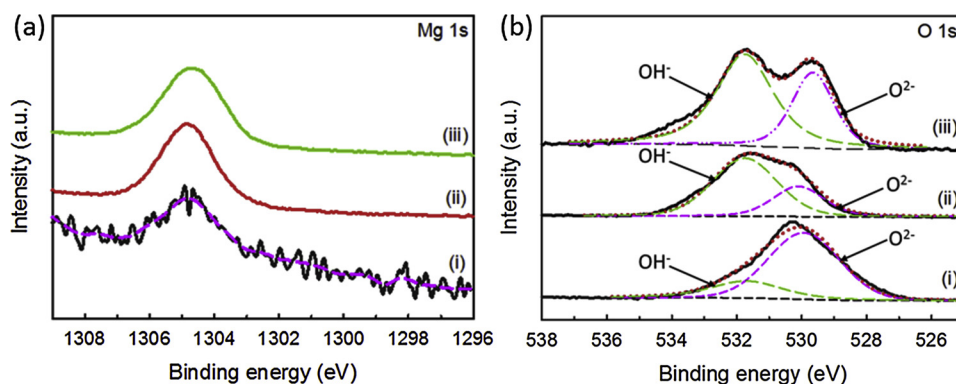 (a)
Mg 1s
(iii)
(ii)
(i)
Intensity (a.u.)
1308 1306 1304 1302 1300 1298 1296
Binding energy (eV)
(b)
O 1s
OH-
O2-
(iii)
OH-
O2-
(ii)
OH-
O2-
(i)
Intensity (a.u.)
538 536 534 532 530 528 526
Binding energy (eV)